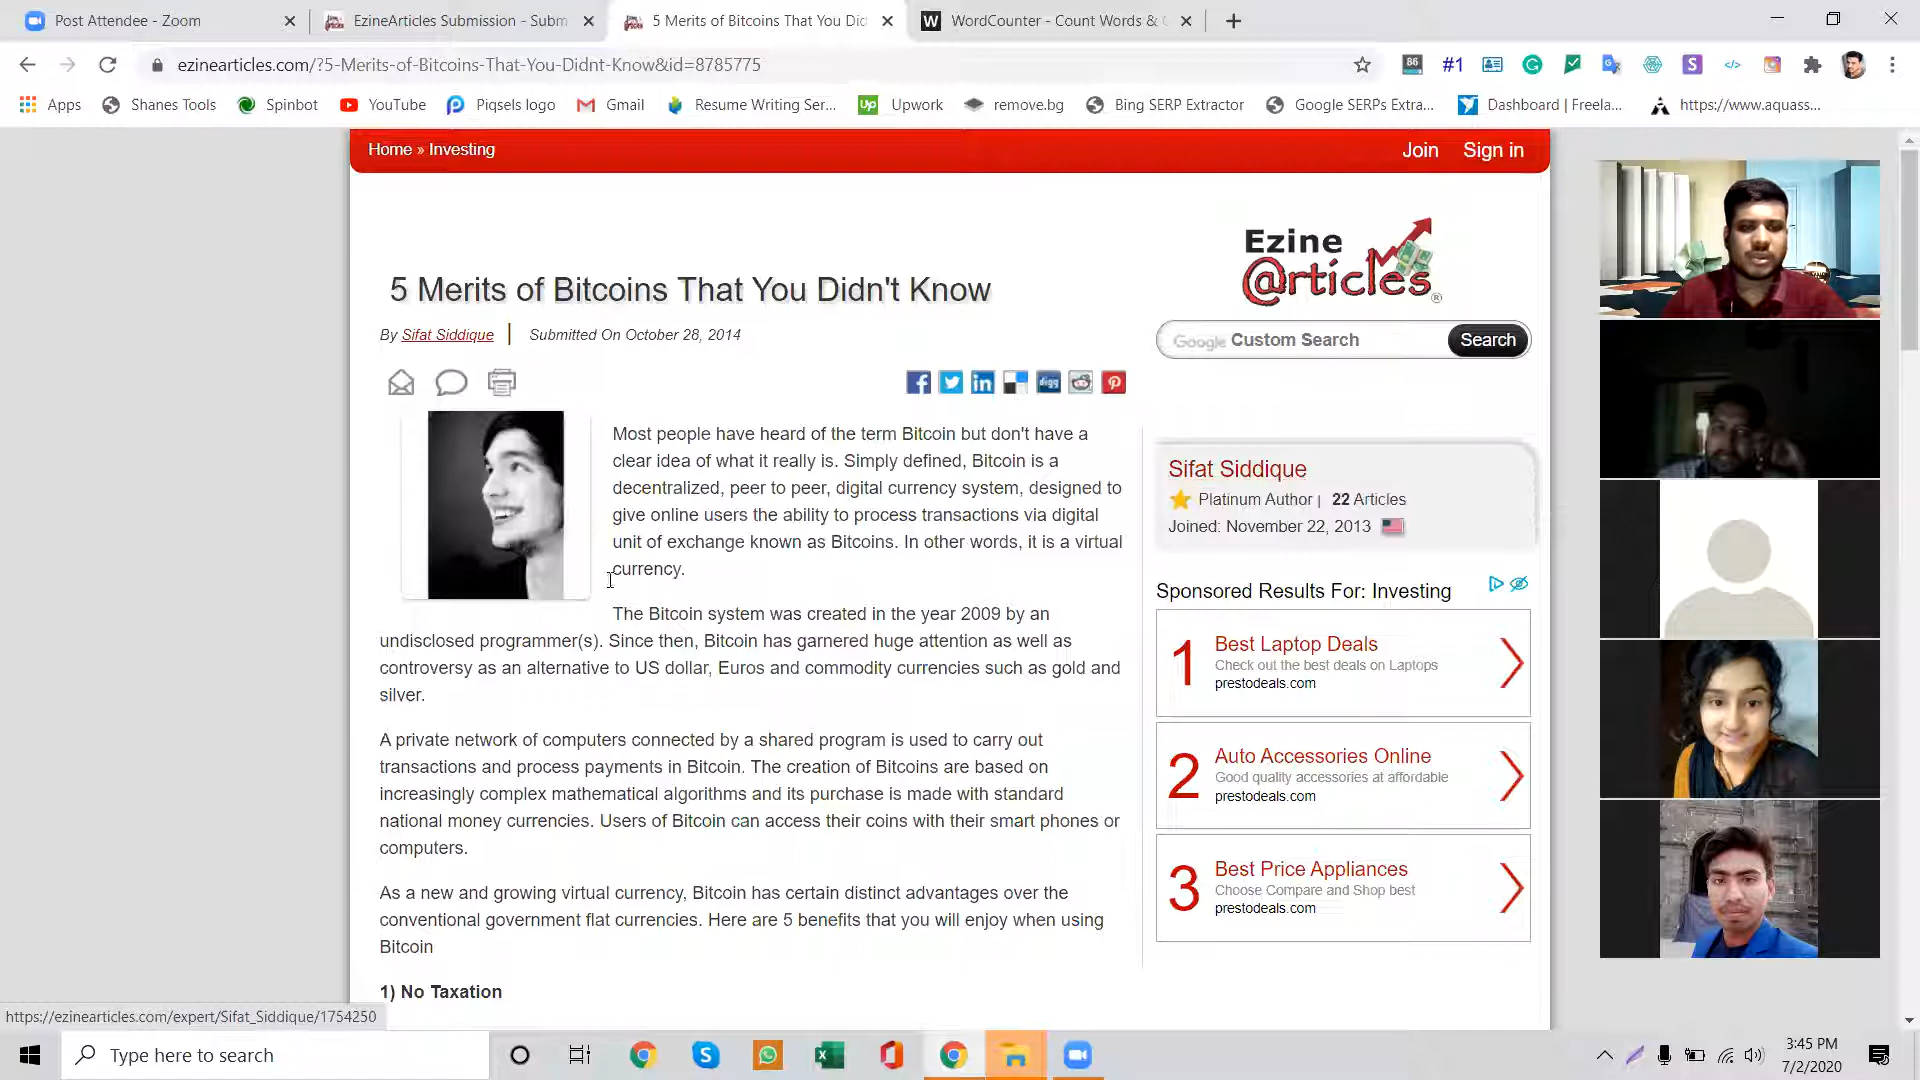 Post Attendee - Zoom
EzineArticles Submission - Subm
5 Merits of Bitcoins That You Did
W WordCounter - Count Words &
ezinearticles.com/?5-Merits-of-Bitcoins-That-You-Didnt-Know&id=8785775
86
#1
S
Apps
Shanes Tools
Spinbot
YouTube
Piqsels logo
Gmail
Resume Writing Ser...
Up Upwork
remove.bg
Bing SERP Extractor
Google SERPs Extra...
Dashboard | Freela...
https://www.aquass...
Home » Investing
Join Sign in
Ezine
@rticles®
5 Merits of Bitcoins That You Didn't Know
By Sifat Siddique | Submitted On October 28, 2014
Google Custom Search
Search
digg
Most people have heard of the term Bitcoin but don't have a
clear idea of what it really is. Simply defined, Bitcoin is a
decentralized, peer to peer, digital currency system, designed to
give online users the ability to process transactions via digital
unit of exchange known as Bitcoins. In other words, it is a virtual
currency.
The Bitcoin system was created in the year 2009 by an
undisclosed programmer(s). Since then, Bitcoin has garnered huge attention as well as
controversy as an alternative to US dollar, Euros and commodity currencies such as gold and
silver.
A private network of computers connected by a shared program is used to carry out
transactions and process payments in Bitcoin. The creation of Bitcoins are based on
increasingly complex mathematical algorithms and its purchase is made with standard
national money currencies. Users of Bitcoin can access their coins with their smart phones or
computers.
As a new and growing virtual currency, Bitcoin has certain distinct advantages over the
conventional government flat currencies. Here are 5 benefits that you will enjoy when using
Bitcoin
1) No Taxation
Sifat Siddique
Platinum Author | 22 Articles
Joined: November 22, 2013
Sponsored Results For: Investing
1 Best Laptop Deals
Check out the best deals on Laptops
prestodeals.com
2 Auto Accessories Online
Good quality accessories at affordable
prestodeals.com
3 Best Price Appliances
Choose Compare and Shop best
prestodeals.com
https://ezinearticles.com/expert/Sifat_Siddique/1754250
Type here to search
3:45 PM
7/2/2020